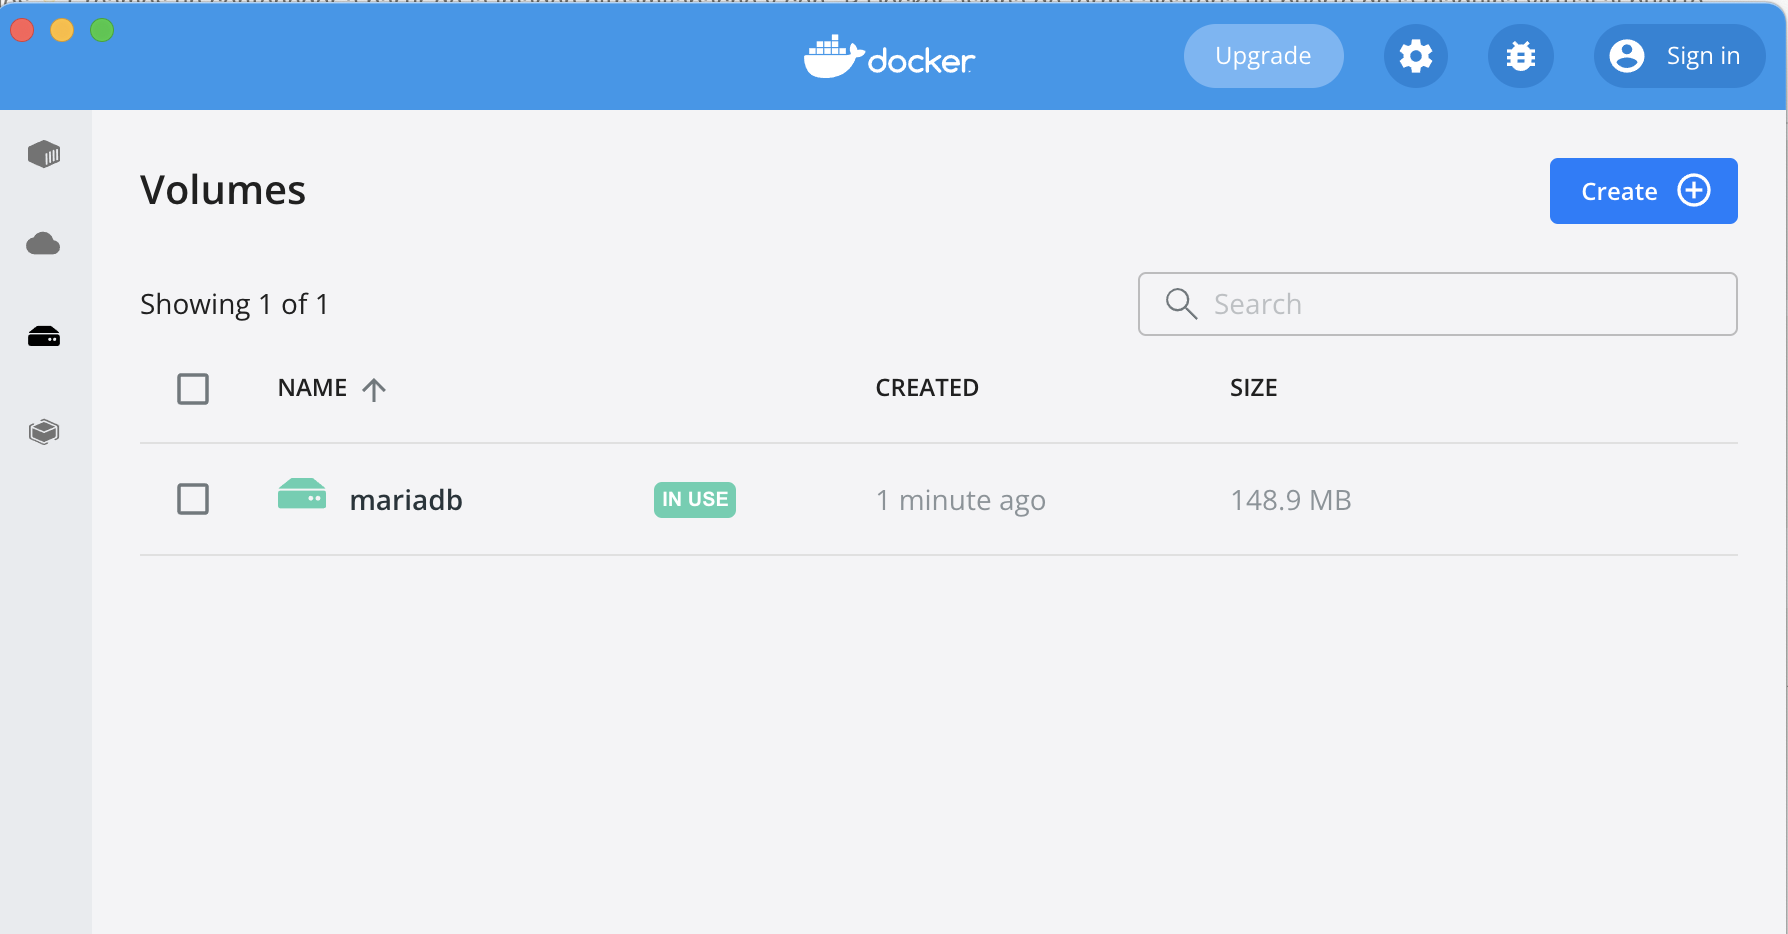 docker
Upgrade
Sign in
Volumes
Create
Showing 1 of 1
Search
NAME
CREATED
SIZE
mariadb
IN USE
1 minute ago
148.9 MB